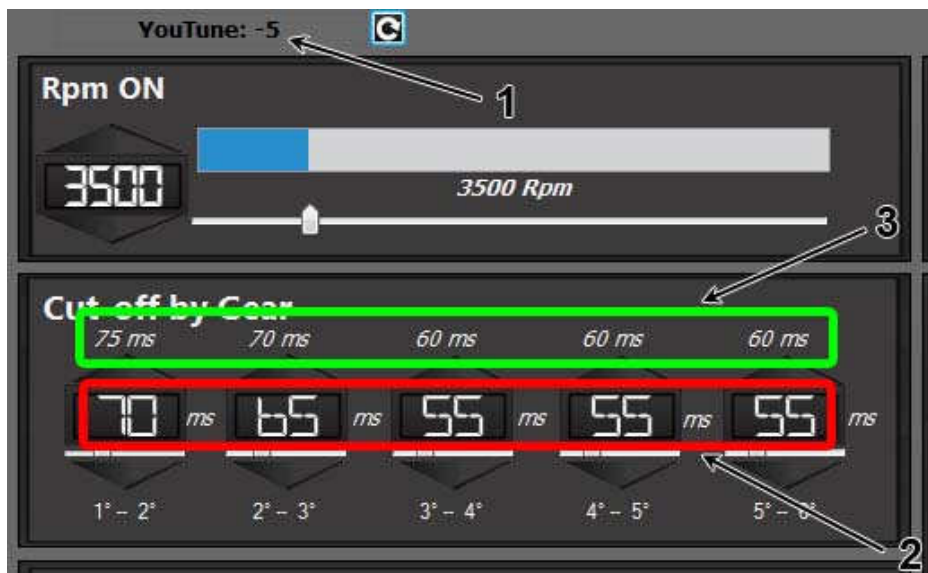 YouTune: -5
1
Rpm ON
3500
3500 Rpm
3
Cut-off by Gear
75 ms 70 ms 60 ms 60 ms 60 ms
70 ms 65 ms 55 ms 55 ms 55 ms
1° - 2° 2° - 3° 3° - 4° 4° - 5° 5° - 6°
2